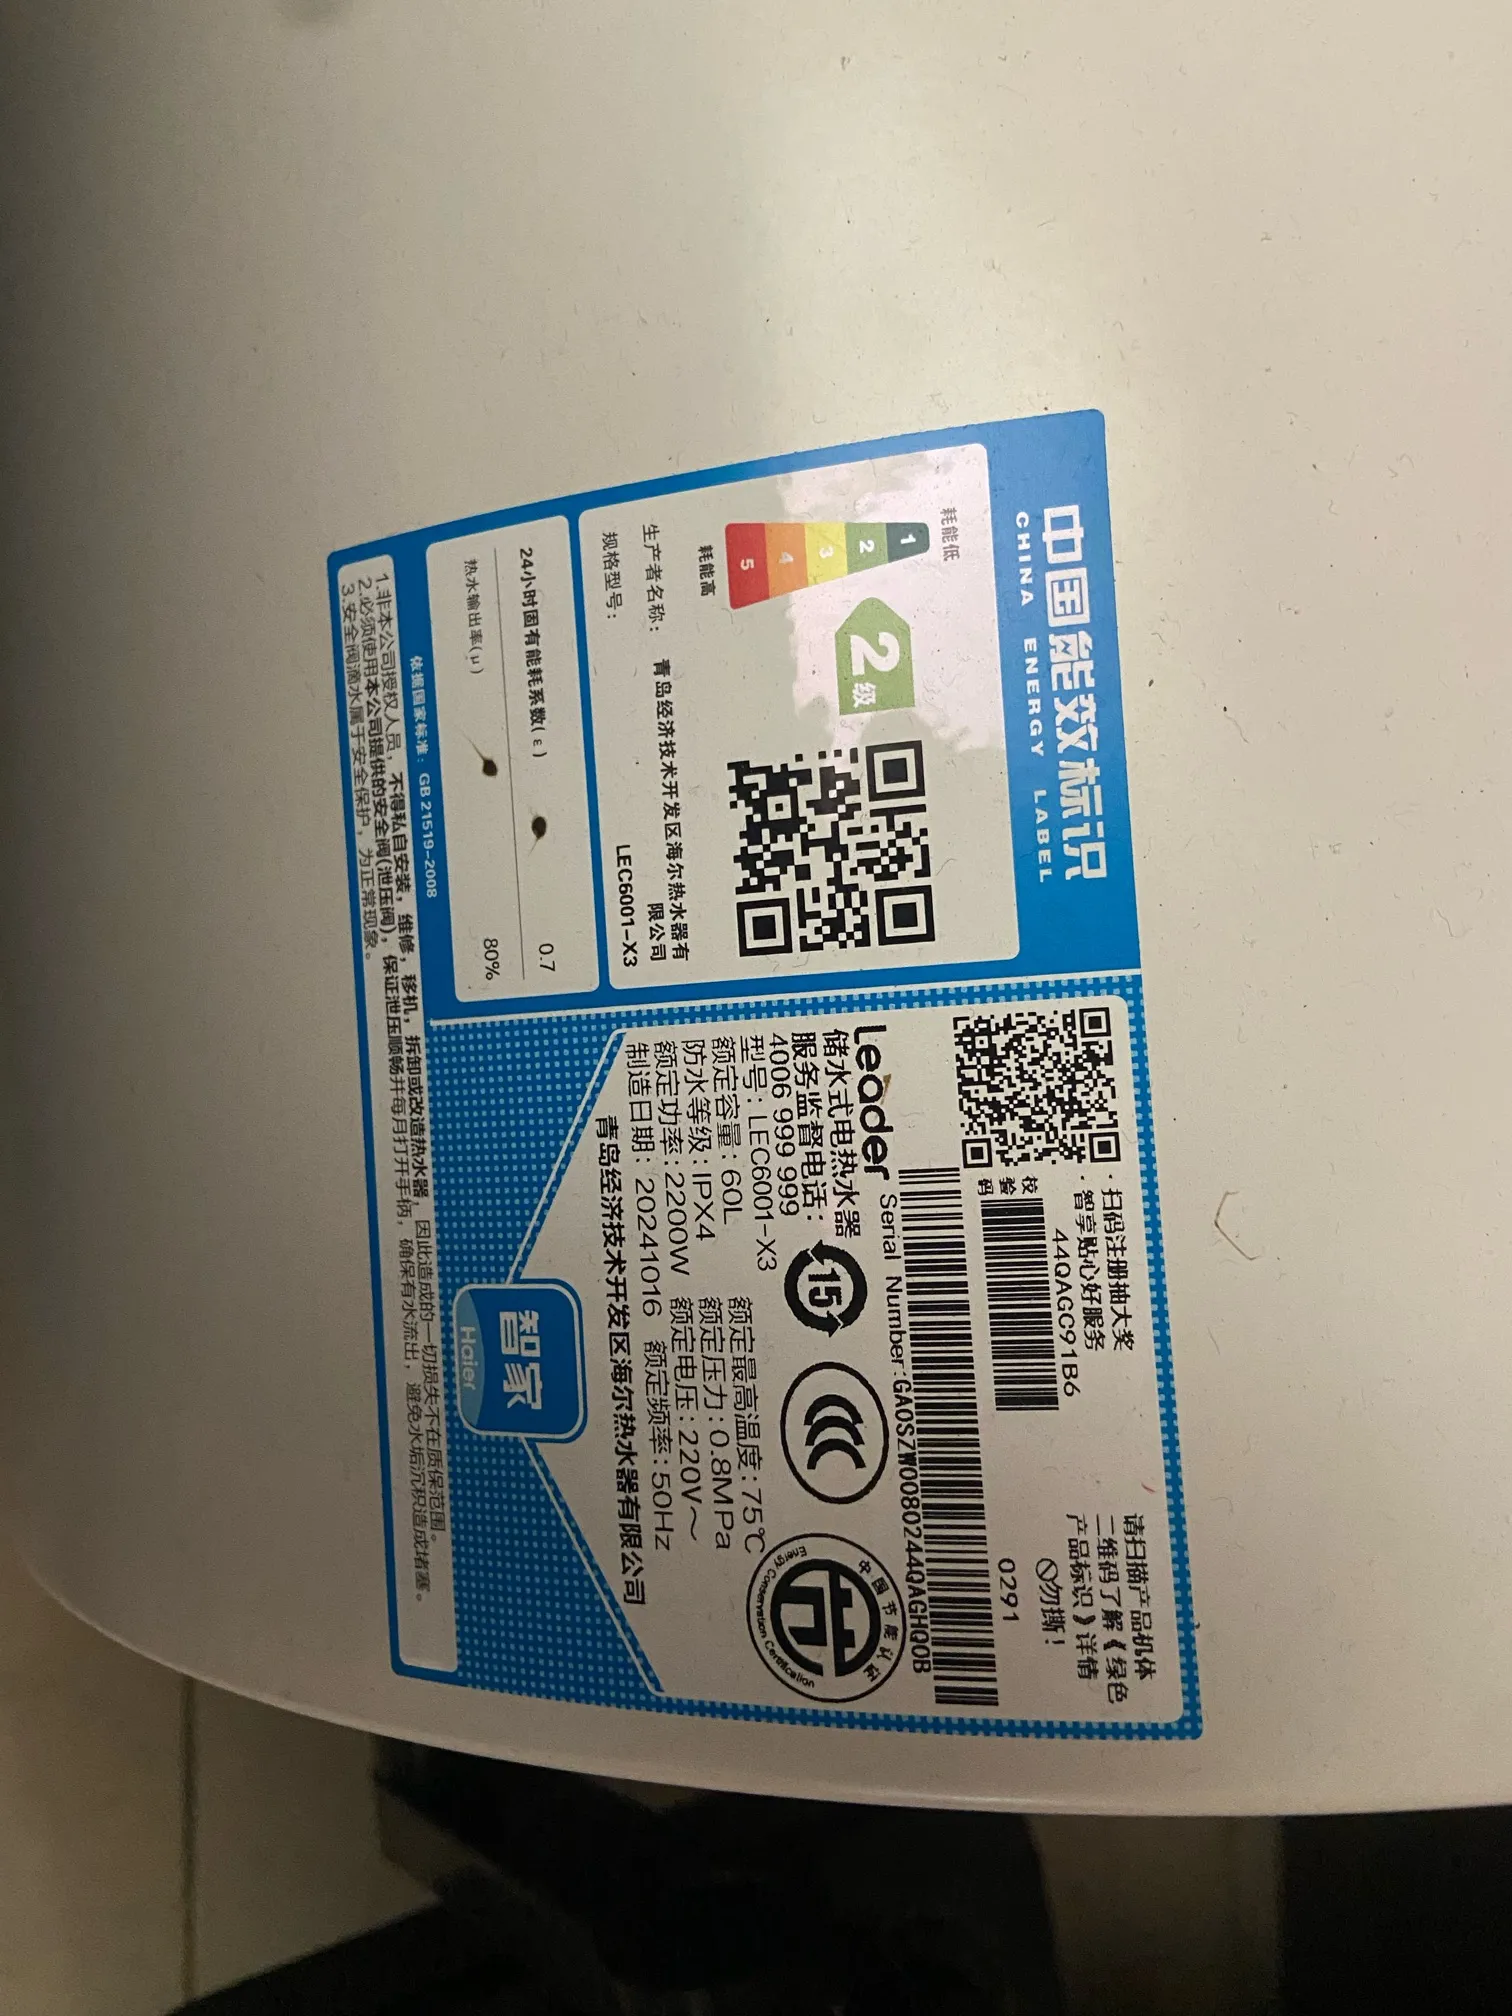 中国能效标识
CHINA ENERGY LABEL
耗能低
1
2
3
4
5
2级
耗能高
生产者名称：
青岛经济技术开发区海尔热水器有
限公司
规格型号：
LEC6001-X3
24小时固有能耗系数(ε)
0.7
热水输出率(μ)
80%
依据国家标准：GB 21519-2008
·扫码注册抽大奖
·智享贴心好服务
44QAGC91B6
校
验
码
请扫描产品机体
二维码了解《绿色
产品标识》详情
勿撕！
0291
Serial Number:GA0SZW0080244QAGHQ0B
Leader
储水式电热水器
服务监督电话：
4006 999 999
型号：LEC6001-X3
额定容量：60L
额定最高温度：75℃
防水等级：IPX4
额定压力：0.8MPa
额定功率：2200W
额定电压：220V～
制造日期：20241016
额定频率：50Hz
青岛经济技术开发区海尔热水器有限公司
15
中国节能认证
节
Energy Conservation Certification
智家
Haier
1.非本公司授权人员，不得私自安装，维修，移机，拆卸或改造热水器，因此造成的一切损失不在质保范围。
2.必须使用本公司提供的安全阀(泄压阀)，保证泄压顺畅并每月打开手柄，确保有水流出，避免水垢沉积造成堵塞。
3.安全阀滴水属于安全保护，为正常现象。